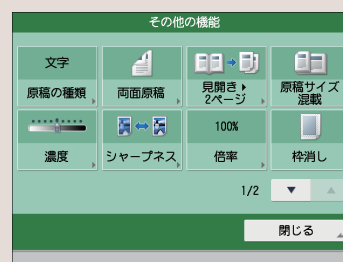 その他の機能
文字
原稿の種類
両面原稿
見開き▶
2ページ
原稿サイズ
混載
濃度
シャープネス
100%
倍率
枠消し
1/2
▼
▲
閉じる